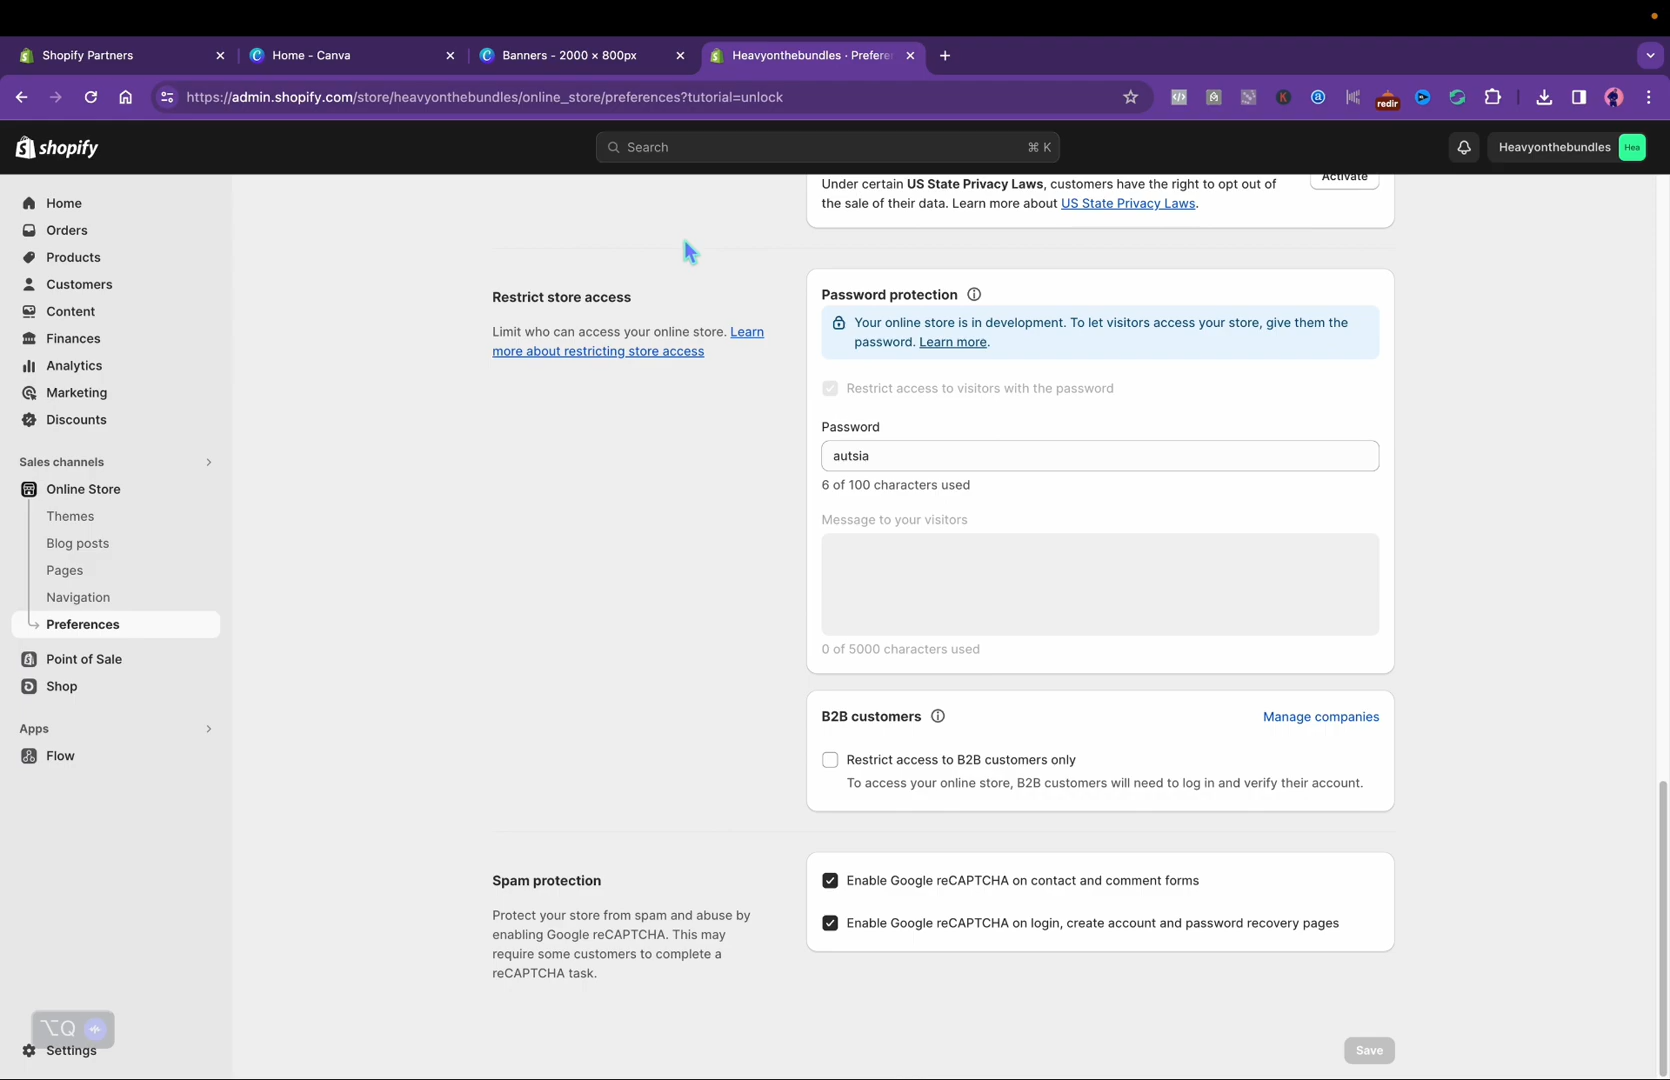 Shopify Partners
Home - Canva
Banners - 2000 × 800px
Heavyonthebundles · Prefere
https://admin.shopify.com/store/heavyonthebundles/online_store/preferences?tutorial=unlock
redir
shopify
Search
⌘ K
Heavyonthebundles
Hea
Home
Orders
Products
Customers
Content
Finances
Analytics
Marketing
Discounts
Sales channels
Online Store
Themes
Blog posts
Pages
Navigation
Preferences
Point of Sale
Shop
Apps
Flow
⌥Q
Settings
Under certain US State Privacy Laws, customers have the right to opt out of
the sale of their data. Learn more about US State Privacy Laws.
Activate
Restrict store access
Limit who can access your online store. Learn
more about restricting store access
Password protection
Your online store is in development. To let visitors access your store, give them the
password. Learn more.
Restrict access to visitors with the password
Password
autsia
6 of 100 characters used
Message to your visitors
0 of 5000 characters used
B2B customers
Manage companies
Restrict access to B2B customers only
To access your online store, B2B customers will need to log in and verify their account.
Spam protection
Protect your store from spam and abuse by
enabling Google reCAPTCHA. This may
require some customers to complete a
reCAPTCHA task.
Enable Google reCAPTCHA on contact and comment forms
Enable Google reCAPTCHA on login, create account and password recovery pages
Save